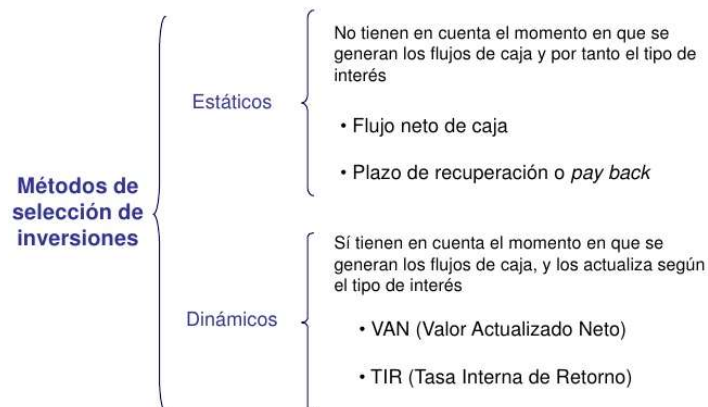 Métodos de
selección de
inversiones
Estáticos
No tienen en cuenta el momento en que se
generan los flujos de caja y por tanto el tipo de
interés
• Flujo neto de caja
• Plazo de recuperación o pay back
Dinámicos
Sí tienen en cuenta el momento en que se
generan los flujos de caja, y los actualiza según
el tipo de interés
• VAN (Valor Actualizado Neto)
• TIR (Tasa Interna de Retorno)